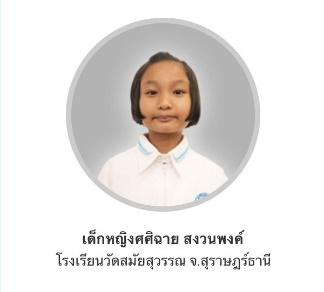 เด็กหญิงศศิฉาย สงวนพงค์
โรงเรียนวัดสมัยสุวรรณ จ.สุราษฎร์ธานี